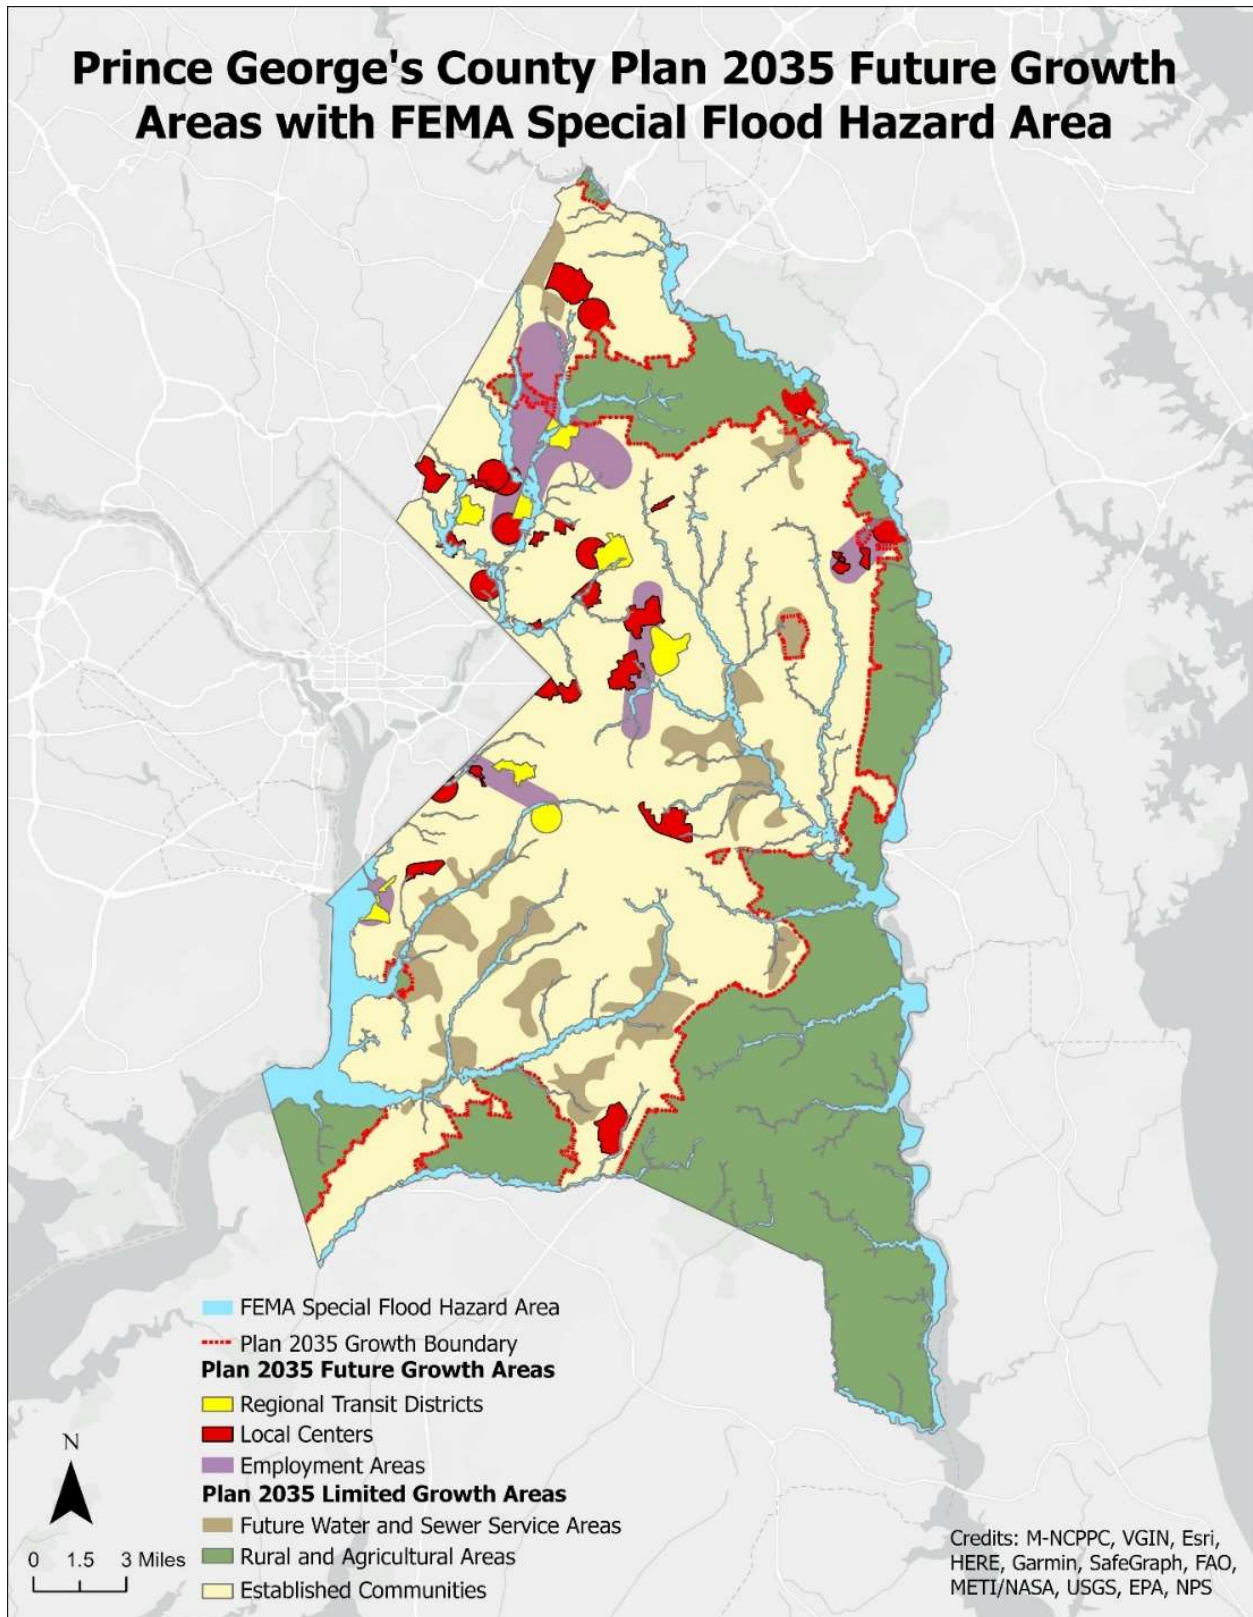 Prince George's County Plan 2035 Future Growth
Areas with FEMA Special Flood Hazard Area
FEMA Special Flood Hazard Area
Plan 2035 Growth Boundary
Plan 2035 Future Growth Areas
Regional Transit Districts
Local Centers
Employment Areas
Plan 2035 Limited Growth Areas
Future Water and Sewer Service Areas
Rural and Agricultural Areas
Established Communities
N
0 1.5 3 Miles
Credits: M-NCPPC, VGIN, Esri,
HERE, Garmin, SafeGraph, FAO,
METI/NASA, USGS, EPA, NPS